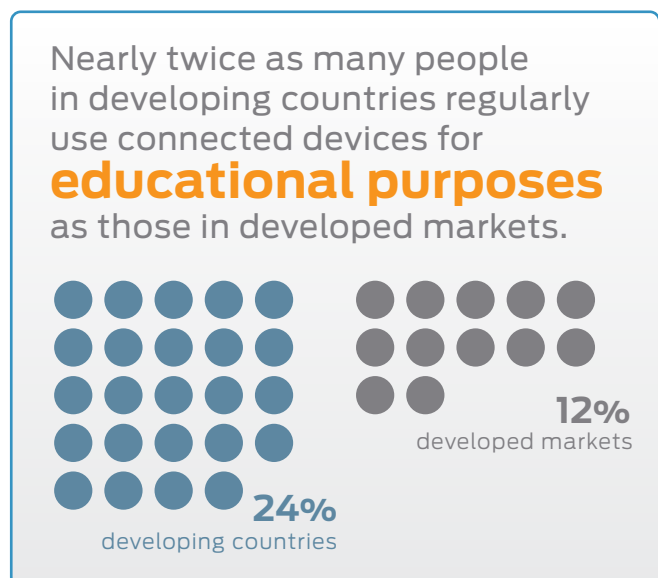 Nearly twice as many people
in developing countries regularly
use connected devices for
educational purposes
as those in developed markets.
12%
developed markets
24%
developing countries